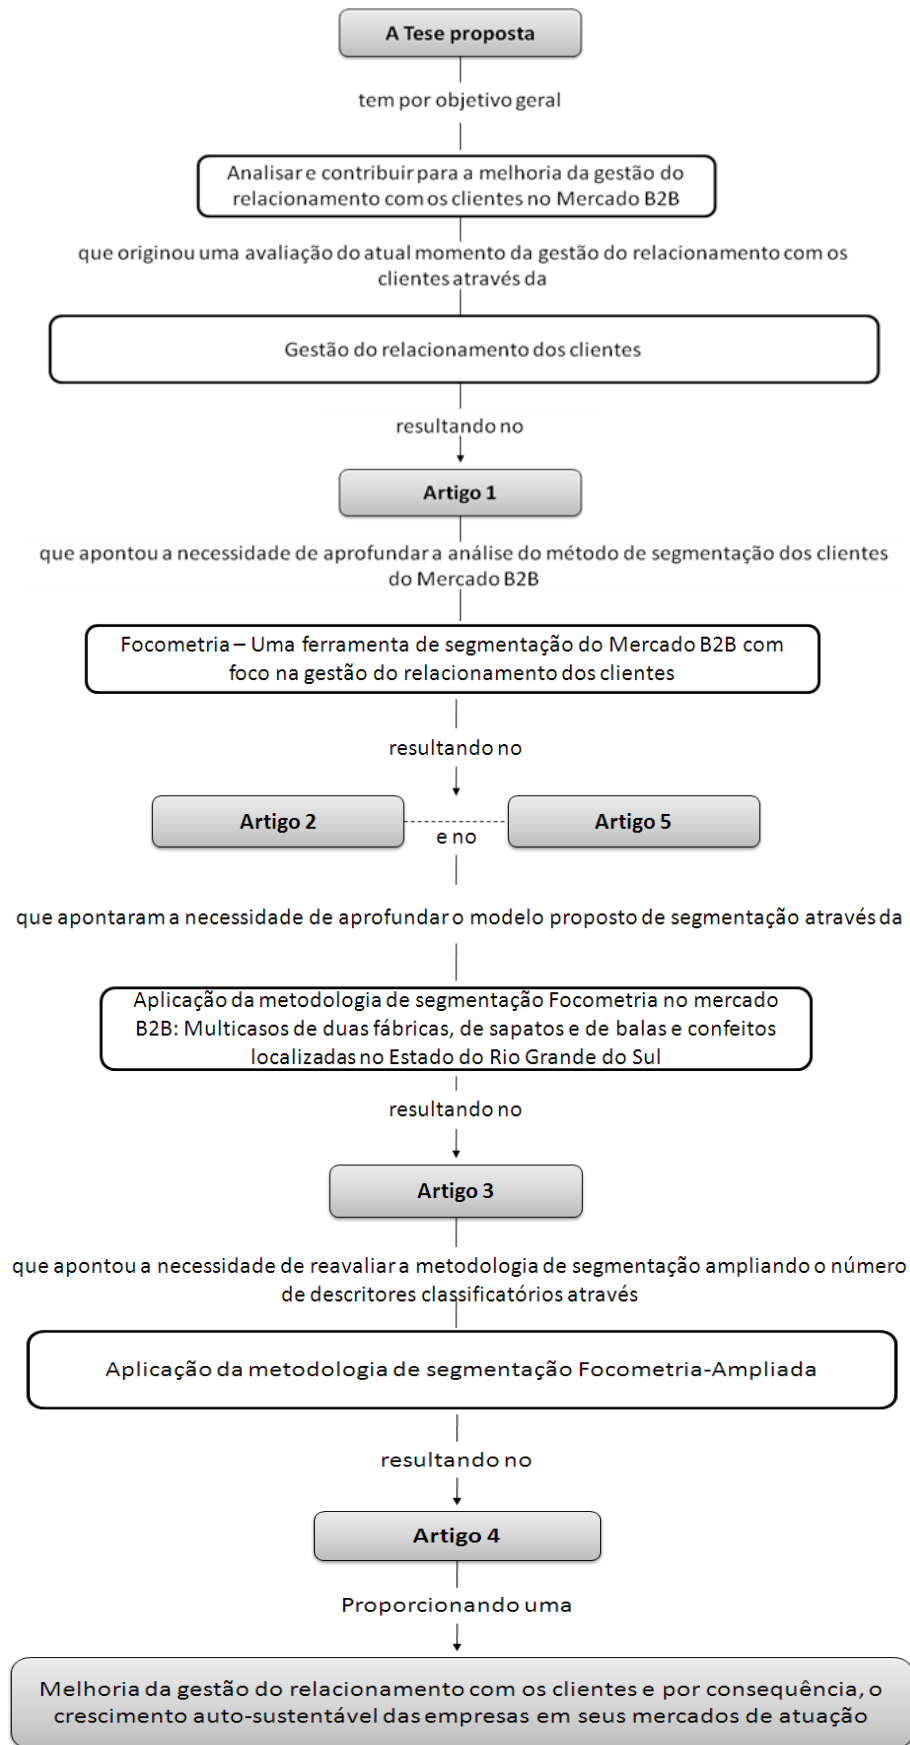 A Tese proposta
tem por objetivo geral
Analisar e contribuir para a melhoria da gestão do
relacionamento com os clientes no Mercado B2B
que originou uma avaliação do atual momento da gestão do relacionamento com os
clientes através da
Gestão do relacionamento dos clientes
resultando no
Artigo 1
que apontou a necessidade de aprofundar a análise do método de segmentação dos clientes
do Mercado B2B
Focometria – Uma ferramenta de segmentação do Mercado B2B com
foco na gestão do relacionamento dos clientes
resultando no
Artigo 2
e no
Artigo 5
que apontaram a necessidade de aprofundar o modelo proposto de segmentação através da
Aplicação da metodologia de segmentação Focometria no mercado
B2B: Multicasos de duas fábricas, de sapatos e de balas e confeitos
localizadas no Estado do Rio Grande do Sul
resultando no
Artigo 3
que apontou a necessidade de reavaliar a metodologia de segmentação ampliando o número
de descritores classificatórios através
Aplicação da metodologia de segmentação Focometria-Ampliada
resultando no
Artigo 4
Proporcionando uma
Melhoria da gestão do relacionamento com os clientes e por consequência, o
crescimento auto-sustentável das empresas em seus mercados de atuação